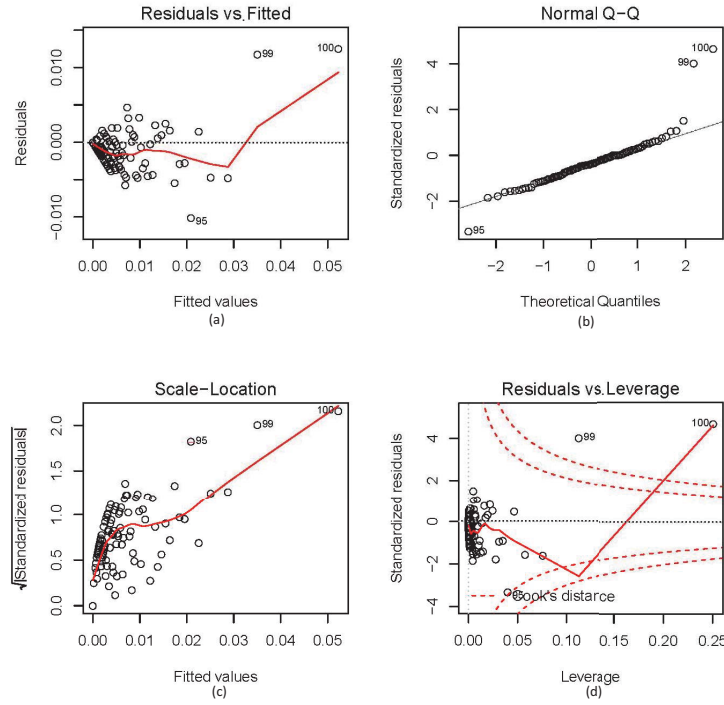 Residuals vs. Fitted
Residuals
0.010
0.000
−0.010
99
100
95
0.00 0.01 0.02 0.03 0.04 0.05
Fitted values
(a)
Normal Q−Q
Standardized residuals
4
2
0
−2
100
99
95
−2 −1 0 1 2
Theoretical Quantiles
(b)
Scale−Location
√|Standardized residuals|
2.0
1.5
1.0
0.5
0.0
95
99
100
0.00 0.01 0.02 0.03 0.04 0.05
Fitted values
(c)
Residuals vs. Leverage
Standardized residuals
4
2
0
−2
−4
100
99
Cook's distance
0.00 0.05 0.10 0.15 0.20 0.25
Leverage
(d)